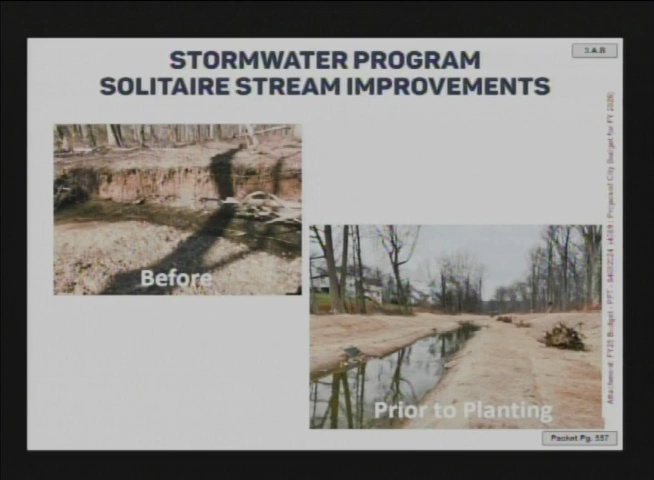 3.A.B
STORMWATER PROGRAM
SOLITAIRE STREAM IMPROVEMENTS
Before
Prior to Planting
Packet Pg. 557